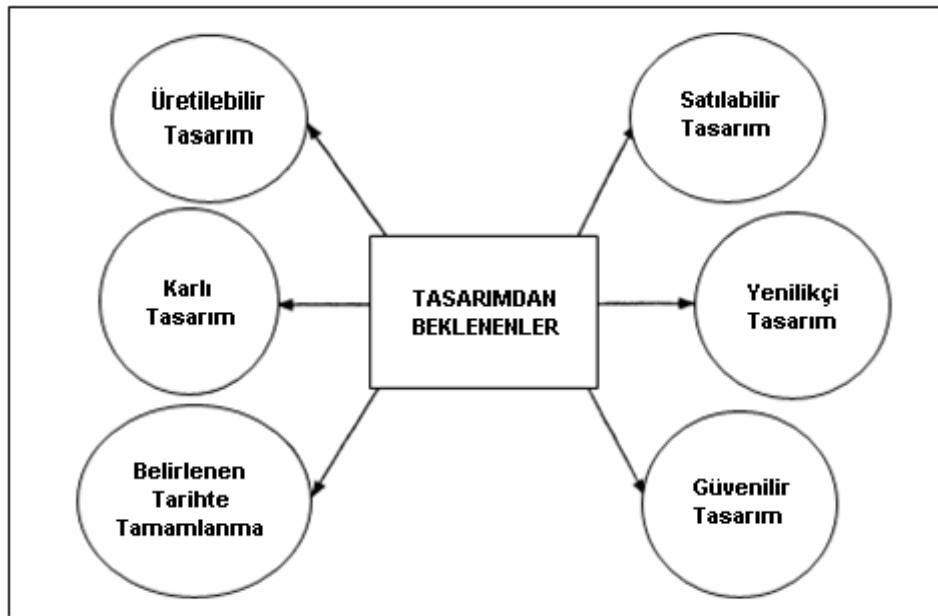 Üretilebilir
Tasarım
Satılabilir
Tasarım
Karlı
Tasarım
TASARIMDAN
BEKLENENLER
Yenilikçi
Tasarım
Belirlenen
Tarihte
Tamamlanma
Güvenilir
Tasarım